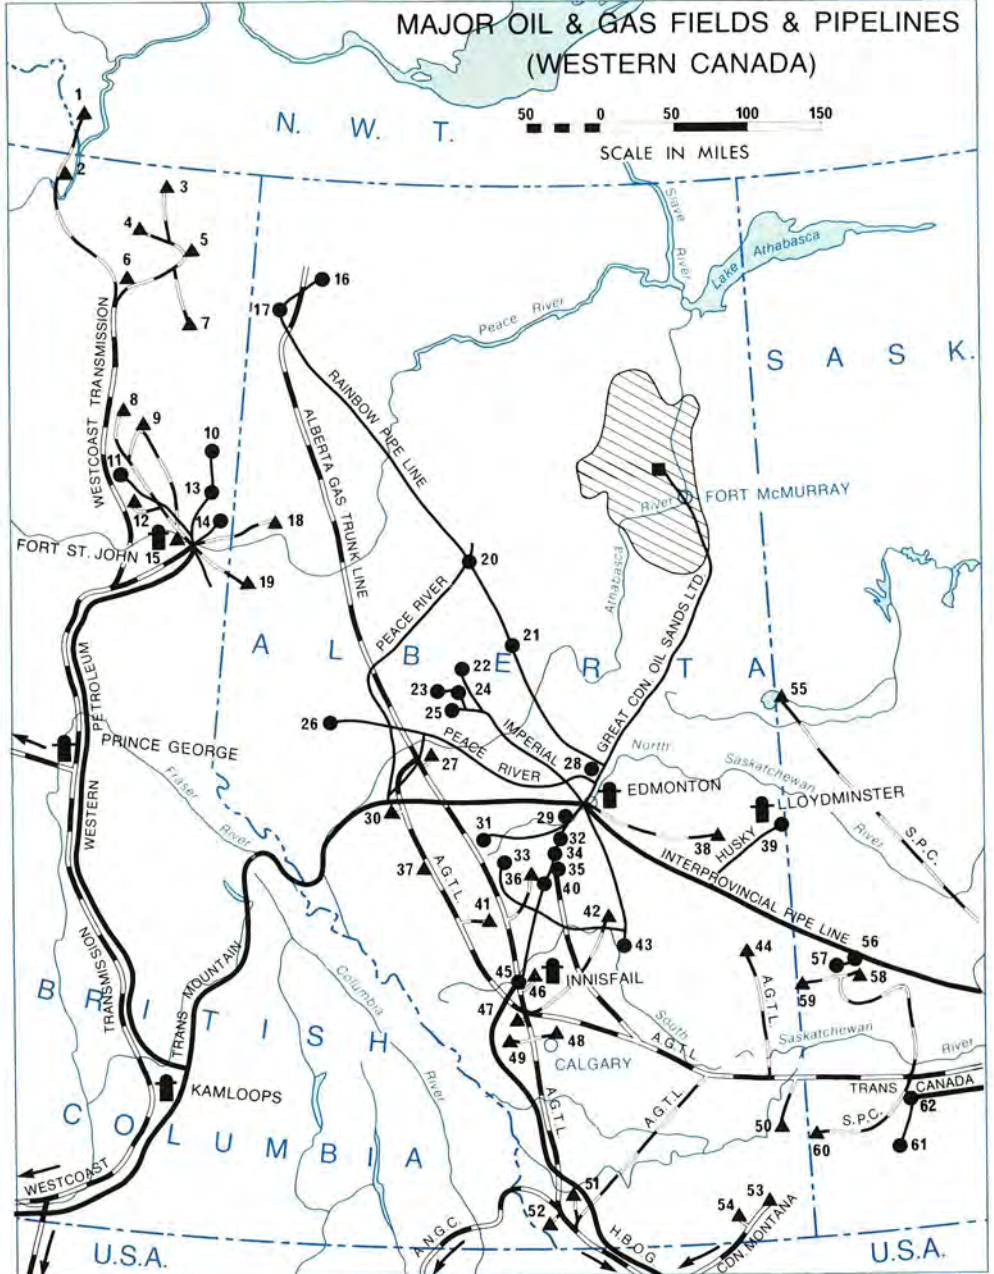 MAJOR OIL & GAS FIELDS & PIPELINES
(WESTERN CANADA)
50 0 50 100 150
SCALE IN MILES
N. W. T.
1
2
3
4
5
6
7
Slave River
Lake Athabasca
Peace River
16
17
S A S K.
WESTCOAST TRANSMISSION
RAINBOW PIPE LINE
ALBERTA GAS TRUNK LINE
8
9
10
11
12
13
14
15
18
19
FORT ST. JOHN
River
FORT McMURRAY
Athabasca
20
PEACE RIVER
21
GREAT CDN. OIL SANDS LTD.
A L B E R T A
22
23
24
25
26
IMPERIAL
PEACE RIVER
27
28
55
WESTERN PETROLEUM
PRINCE GEORGE
Fraser River
North Saskatchewan River
EDMONTON
LLOYDMINSTER
HUSKY
S.P.C.
29
30
31
32
33
34
35
36
37
38
39
40
41
42
43
A.G.T.L.
INTERPROVINCIAL PIPE LINE
44
A.G.T.L.
45
46
INNISFAIL
47
48
49
CALGARY
56
57
58
59
WESTERN
TRANSMISSION
TRANS MOUNTAIN
Columbia River
South Saskatchewan River
A.G.T.L.
A.G.T.L.
A.G.T.L.
TRANS CANADA
S.P.C.
50
60
61
62
KAMLOOPS
B R I T I S H
C O L U M B I A
WESTCOAST
51
52
53
54
A.N.G.C.
H.B.O.G.
CDN. MONTANA
U.S.A.
U.S.A.